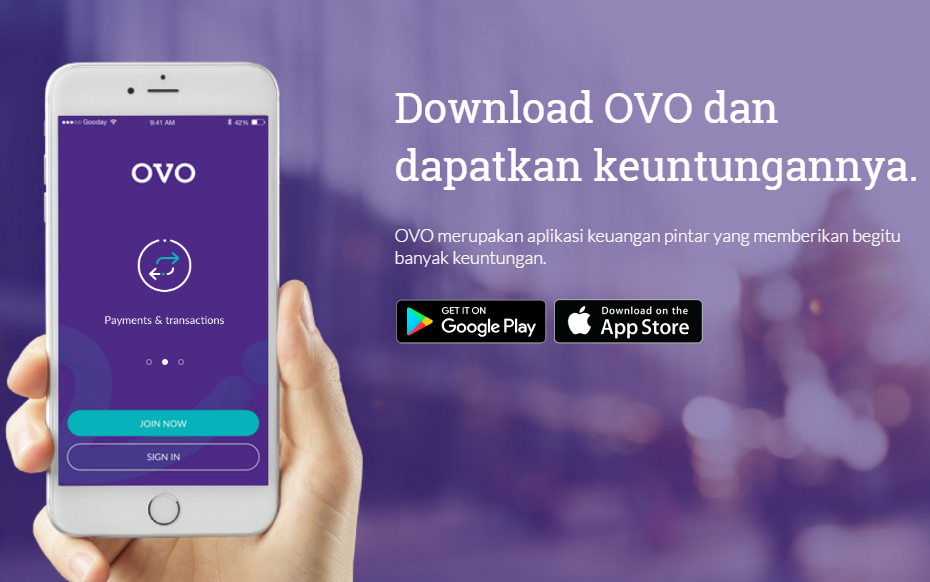 Gooday 9:41 AM 42%
OVO
Payments & transactions
JOIN NOW
SIGN IN
Download OVO dan
dapatkan keuntungannya.
OVO merupakan aplikasi keuangan pintar yang memberikan begitu
banyak keuntungan.
GET IT ON
Google Play
Download on the
App Store